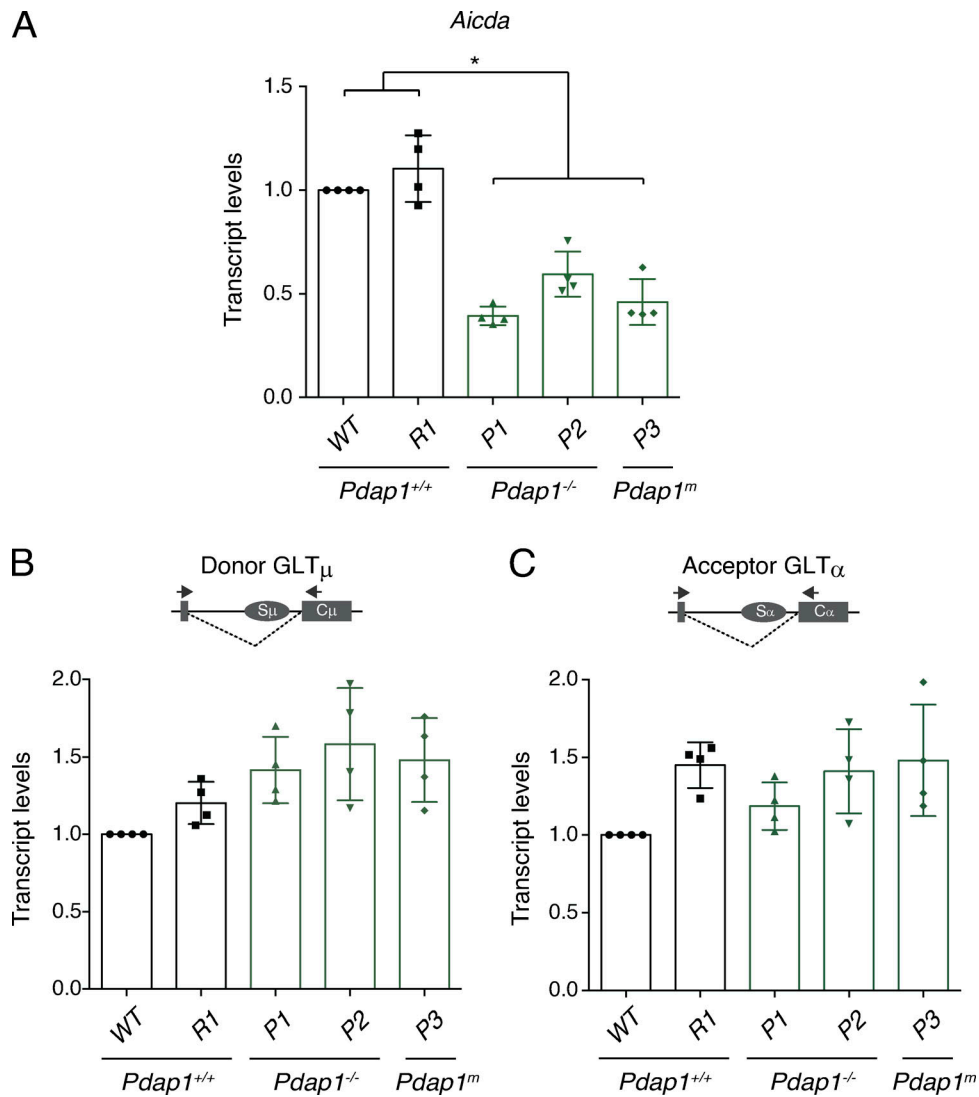 A
Aicda
*
Transcript levels
1.5
1.0
0.5
0.0
WT R1 P1 P2 P3
Pdap1+/+ Pdap1-/- Pdap1m
B
Donor GLTμ
Sμ Cμ
Transcript levels
2.0
1.5
1.0
0.5
0.0
WT R1 P1 P2 P3
Pdap1+/+ Pdap1-/- Pdap1m
C
Acceptor GLTα
Sα Cα
Transcript levels
2.0
1.5
1.0
0.5
0.0
WT R1 P1 P2 P3
Pdap1+/+ Pdap1-/- Pdap1m